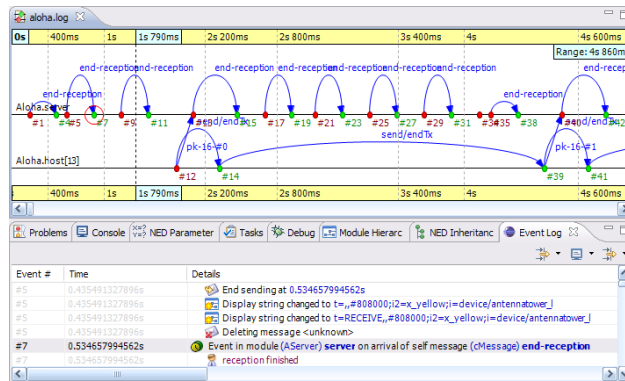 aloha.log
0s 400ms 1s 1s 790ms 2s 200ms 2s 800ms 3s 400ms 4s 4s 600ms
Range: 4s 860m
end-reception end-reception end-reception end-reception end-reception end-reception end-reception
end-reception end-reception
Aloha.server
#1 #4 #5 #7 #9 #11 #15 #17 #19 #21 #23 #25 #27 #29 #31 #35 #38 #40 #42
send/endTx
pk-16-#0 pk-16-#1
Aloha.host[13]
#12 #14 #39 #41
400ms 1s 1s 790ms 2s 200ms 2s 800ms 3s 400ms 4s 4s 600ms
Problems Console NED Parameter Tasks Debug Module Hierarc NED Inheritanc Event Log
Event # Time Details
#5 0.435491327896s End sending at 0.534657994562s
#5 0.435491327896s Display string changed to t=,,#808000;i2=x_yellow;i=device/antennatower_l
#5 0.435491327896s Display string changed to t=RECEIVE,,#808000;i2=x_yellow;i=device/antennatower_l
#5 0.435491327896s Deleting message <unknown>
#7 0.534657994562s Event in module (AServer) server on arrival of self message (cMessage) end-reception
#7 0.534657994562s reception finished